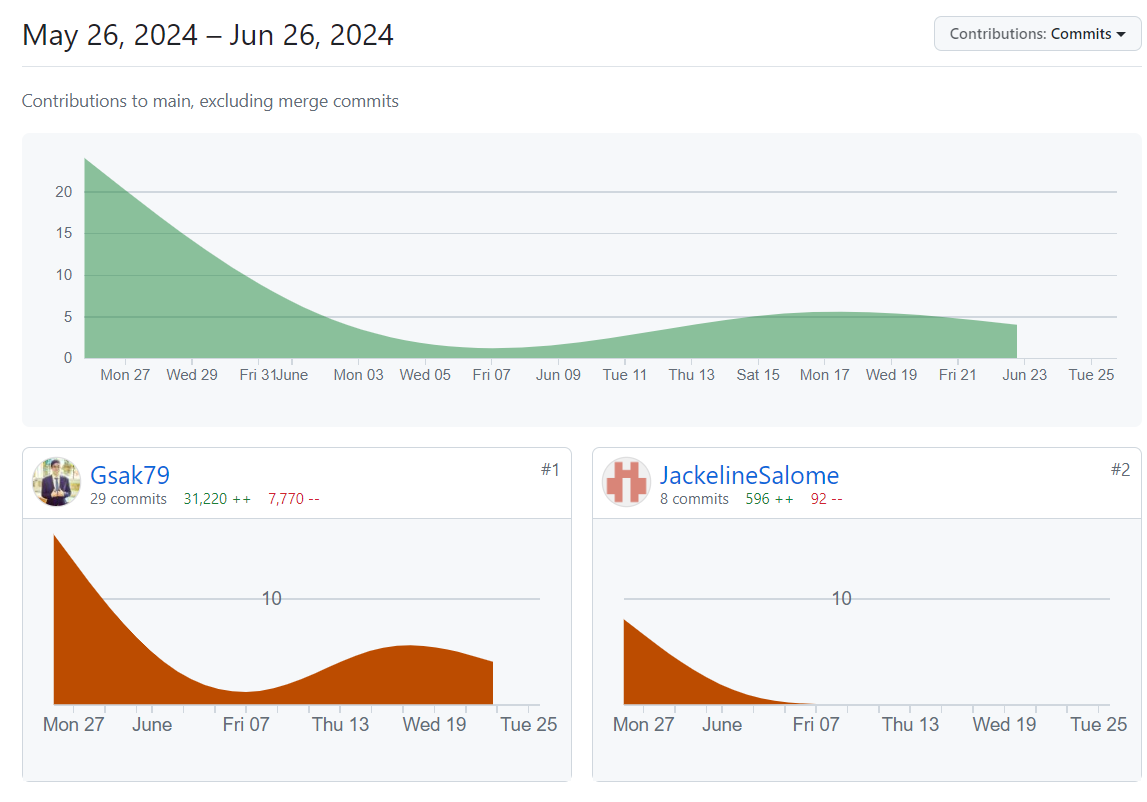 May 26, 2024 – Jun 26, 2024
Contributions: Commits
Contributions to main, excluding merge commits
20
15
10
5
0
Mon 27 Wed 29 Fri 31 June Mon 03 Wed 05 Fri 07 Jun 09 Tue 11 Thu 13 Sat 15 Mon 17 Wed 19 Fri 21 Jun 23 Tue 25
Gsak79
#1
29 commits 31,220 ++ 7,770 --
10
Mon 27 June Fri 07 Thu 13 Wed 19 Tue 25
JackelineSalome
#2
8 commits 596 ++ 92 --
10
Mon 27 June Fri 07 Thu 13 Wed 19 Tue 25